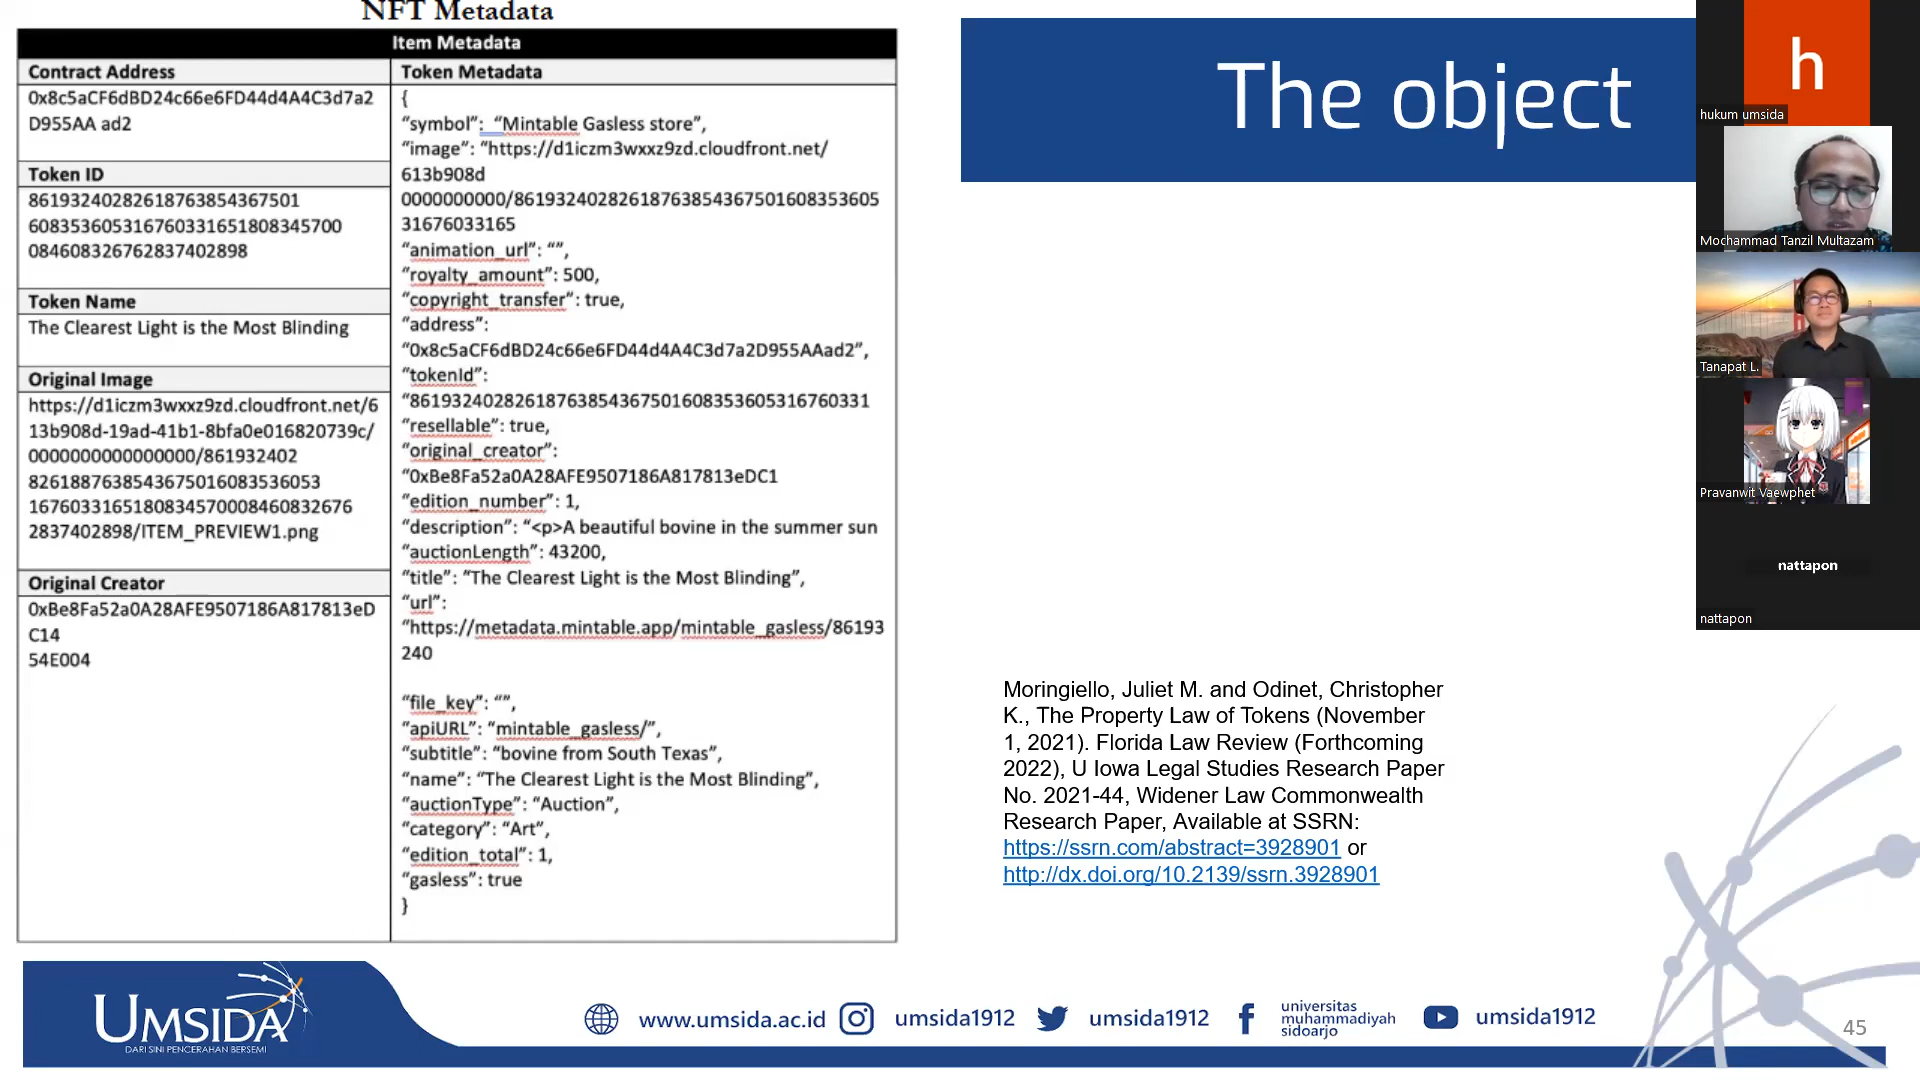 NFT Metadata
Item Metadata
Contract Address
0x8c5aCF6dBD24c66e6FD44d4A4C3d7a2
D955AA ad2
Token ID
86193240282618763854367501
6083536053167603316518083457​00
084608326762837402898
Token Name
The Clearest Light is the Most Blinding
Original Image
https://d1iczm3wxxz9zd.cloudfront.net/6
13b908d-19ad-41b1-8bfa0e016820739c/
0000000000000000/861932402
82618876385436750160835​36053
1676033165180834570008460832676
2837402898/ITEM_PREVIEW1.png
Original Creator
0xBe8Fa52a0A28AFE9507186A817813eD
C14
54E004
Token Metadata
{
“symbol”:  “Mintable Gasless store”,
“image”: “https://d1iczm3wxxz9zd.cloudfront.net/
613b908d
0000000000/86193240282618763854367501608353605
31676033165
“animation_url”: “”,
“royalty_amount”: 500,
“copyright_transfer”: true,
“address”:
“0x8c5aCF6dBD24c66e6FD44d4A4C3d7a2D955AAad2”,
“tokenId”:
“86193240282618763854367501608353605316760331
“resellable”: true,
“original_creator”:
“0xBe8Fa52a0A28AFE9507186A817813eDC1
“edition_number”: 1,
“description”: “<p>A beautiful bovine in the summer sun
“auctionLength”: 43200,
“title”: “The Clearest Light is the Most Blinding”,
“url”:
“https://metadata.mintable.app/mintable_gasless/86193
240
“file_key”: “”,
“apiURL”: “mintable_gasless/”,
“subtitle”: “bovine from South Texas”,
“name”: “The Clearest Light is the Most Blinding”,
“auctionType”: “Auction”,
“category”: “Art”,
“edition_total”: 1,
“gasless”: true
}
The object
Moringiello, Juliet M. and Odinet, Christopher
K., The Property Law of Tokens (November
1, 2021). Florida Law Review (Forthcoming
2022), U Iowa Legal Studies Research Paper
No. 2021-44, Widener Law Commonwealth
Research Paper, Available at SSRN:
https://ssrn.com/abstract=3928901 or
http://dx.doi.org/10.2139/ssrn.3928901
h
hukum umsida
Mochammad Tanzil Multazam
Tanapat L.
Pravanwit Vaewphet
nattapon
nattapon
UMSIDA
DARI SINI PENCERAHAN BERSEMI
www.umsida.ac.id
umsida1912
umsida1912
universitas
muhammadiyah
sidoarjo
umsida1912
45